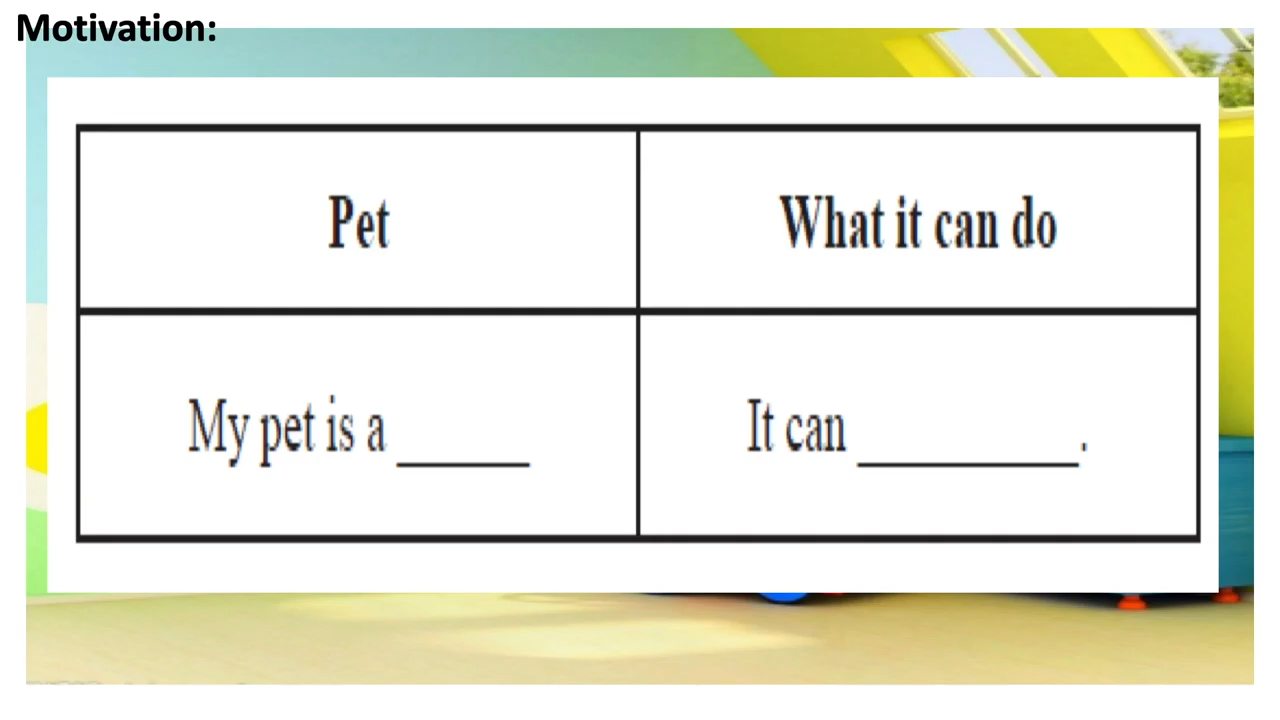 Motivation:
Pet
What it can do
My pet is a ______
It can __________.